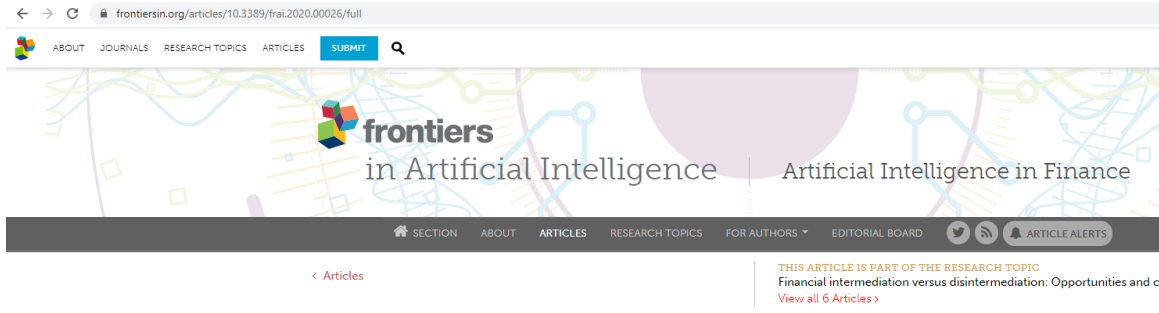 frontiersin.org/articles/10.3389/frai.2020.00026/full
ABOUT JOURNALS RESEARCH TOPICS ARTICLES SUBMIT
frontiers
in Artificial Intelligence
Artificial Intelligence in Finance
SECTION ABOUT ARTICLES RESEARCH TOPICS FOR AUTHORS EDITORIAL BOARD ARTICLE ALERTS
< Articles
THIS ARTICLE IS PART OF THE RESEARCH TOPIC
Financial intermediation versus disintermediation: Opportunities and c
View all 6 Articles >